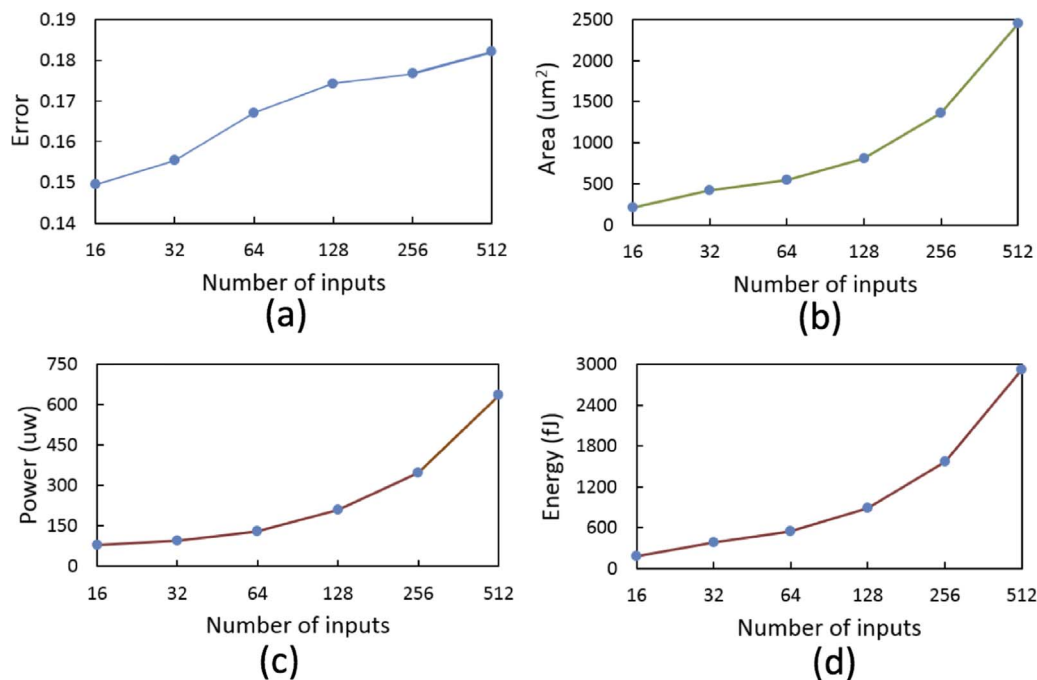 0.19
0.18
0.17
0.16
0.15
0.14
Error
16 32 64 128 256 512
Number of inputs
(a)
2500
2000
1500
1000
500
0
Area (um²)
16 32 64 128 256 512
Number of inputs
(b)
750
600
450
300
150
0
Power (uw)
16 32 64 128 256 512
Number of inputs
(c)
3000
2400
1800
1200
600
0
Energy (fJ)
16 32 64 128 256 512
Number of inputs
(d)